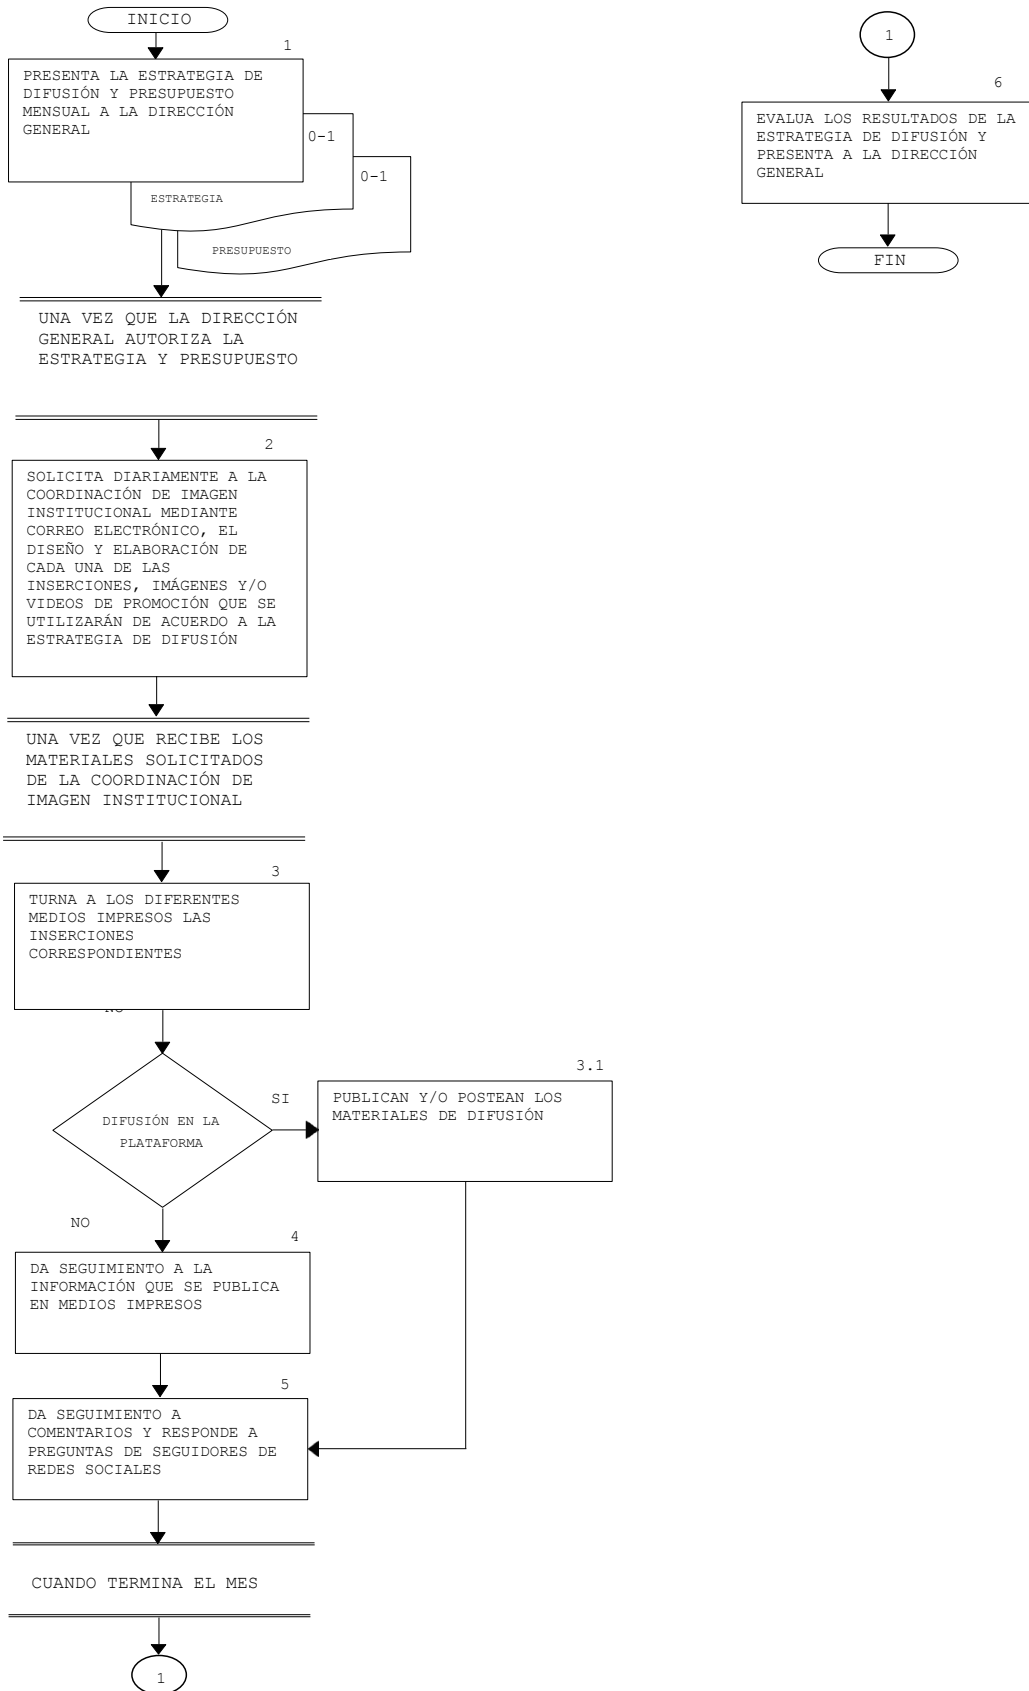 INICIO
1
PRESENTA LA ESTRATEGIA DE
DIFUSIÓN Y PRESUPUESTO
MENSUAL A LA DIRECCIÓN
GENERAL
0-1
ESTRATEGIA
0-1
PRESUPUESTO
UNA VEZ QUE LA DIRECCIÓN
GENERAL AUTORIZA LA
ESTRATEGIA Y PRESUPUESTO
2
SOLICITA DIARIAMENTE A LA
COORDINACIÓN DE IMAGEN
INSTITUCIONAL MEDIANTE
CORREO ELECTRÓNICO, EL
DISEÑO Y ELABORACIÓN DE
CADA UNA DE LAS
INSERCIONES, IMÁGENES Y/O
VIDEOS DE PROMOCIÓN QUE SE
UTILIZARÁN DE ACUERDO A LA
ESTRATEGIA DE DIFUSIÓN
UNA VEZ QUE RECIBE LOS
MATERIALES SOLICITADOS
DE LA COORDINACIÓN DE
IMAGEN INSTITUCIONAL
3
TURNA A LOS DIFERENTES
MEDIOS IMPRESOS LAS
INSERCIONES
CORRESPONDIENTES
DIFUSIÓN EN LA
PLATAFORMA
SI
3.1
PUBLICAN Y/O POSTEAN LOS
MATERIALES DE DIFUSIÓN
NO
4
DA SEGUIMIENTO A LA
INFORMACIÓN QUE SE PUBLICA
EN MEDIOS IMPRESOS
5
DA SEGUIMIENTO A
COMENTARIOS Y RESPONDE A
PREGUNTAS DE SEGUIDORES DE
REDES SOCIALES
CUANDO TERMINA EL MES
1
1
6
EVALUA LOS RESULTADOS DE LA
ESTRATEGIA DE DIFUSIÓN Y
PRESENTA A LA DIRECCIÓN
GENERAL
FIN